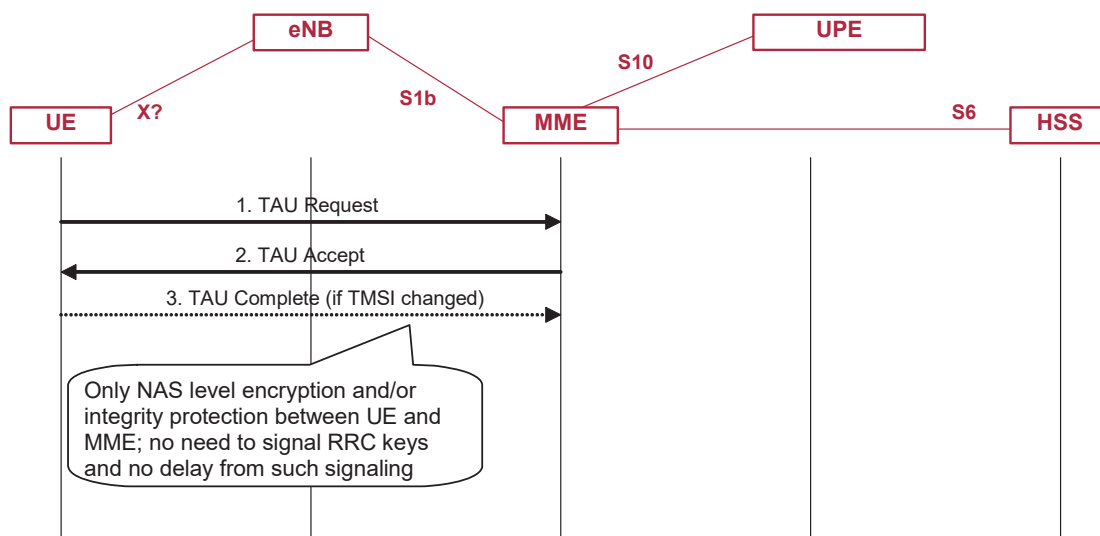 eNB
UPE
S10
X?
S1b
S6
UE
MME
HSS
1. TAU Request
2. TAU Accept
3. TAU Complete (if TMSI changed)
Only NAS level encryption and/or
integrity protection between UE and
MME; no need to signal RRC keys
and no delay from such signaling